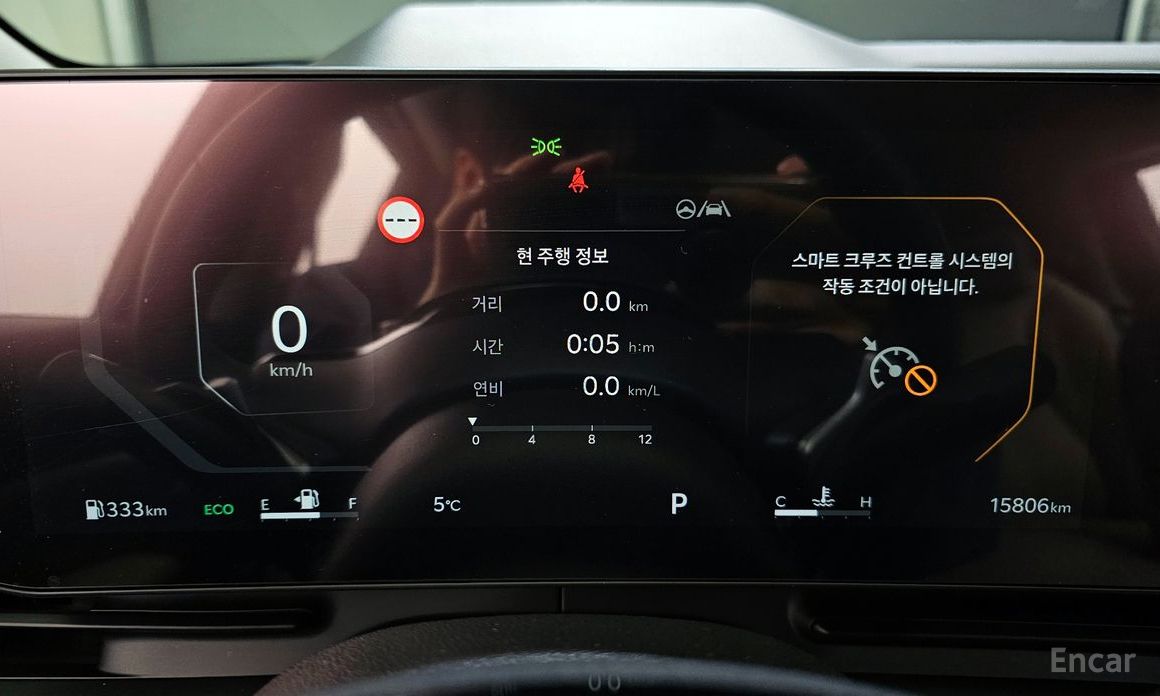 현 주행 정보
거리 0.0 km
시간 0:05 h:m
연비 0.0 km/L
0 4 8 12
0
km/h
스마트 크루즈 컨트롤 시스템의
작동 조건이 아닙니다.
333km ECO E F 5°C P C H 15806km
Encar